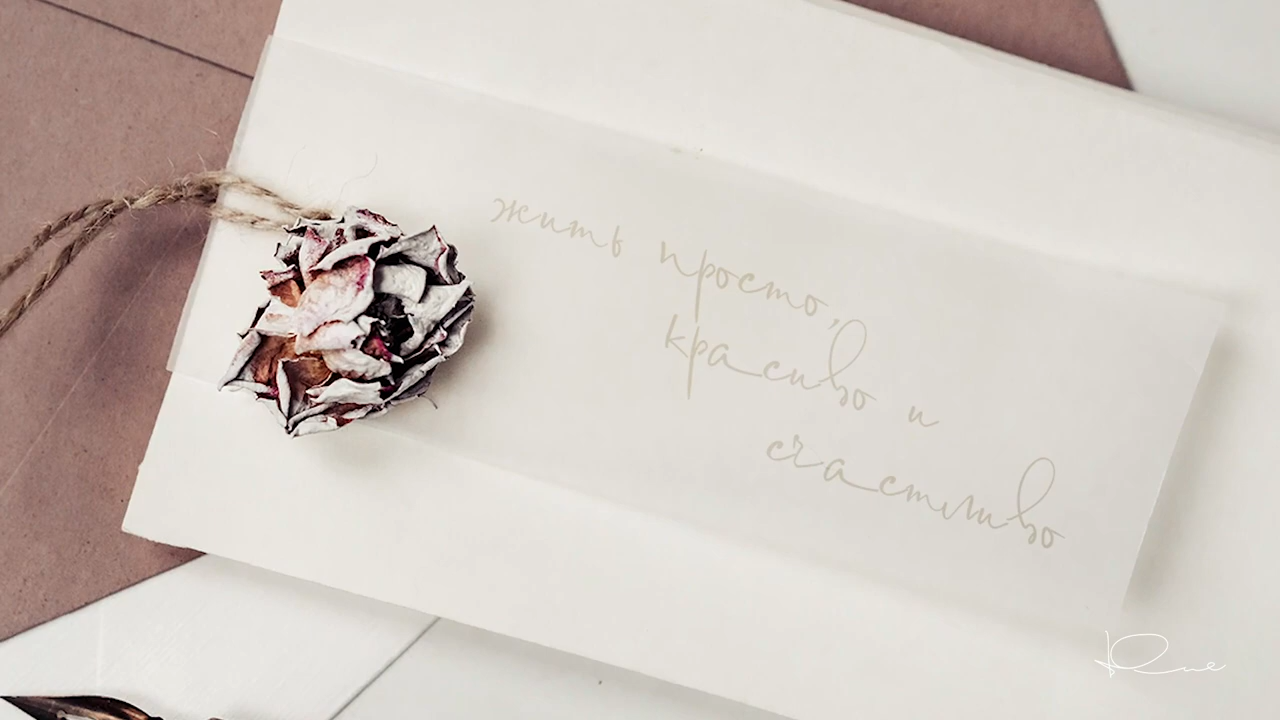 жить просто,
красиво и
счастливо